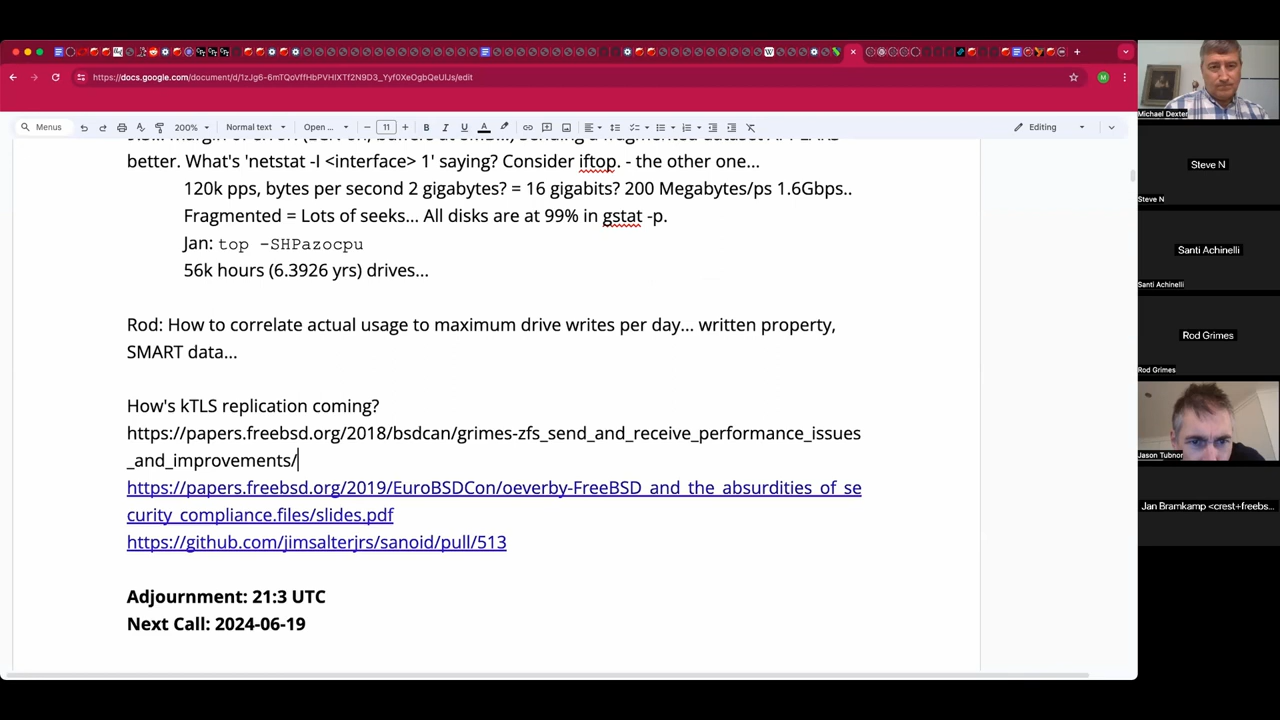 https://docs.google.com/document/d/1zJg6-6mTQoVffHbPVHIXTf2N9D3_Yyf0XeOgbQeUIJs/edit
Menus
200%
Normal text
Open ...
11
Editing
better. What's 'netstat -I <interface> 1' saying? Consider iftop. - the other one...
120k pps, bytes per second 2 gigabytes? = 16 gigabits? 200 Megabytes/ps 1.6Gbps..
Fragmented = Lots of seeks... All disks are at 99% in gstat -p.
Jan: top -SHPazocpu
56k hours (6.3926 yrs) drives...
Rod: How to correlate actual usage to maximum drive writes per day... written property,
SMART data...
How's kTLS replication coming?
https://papers.freebsd.org/2018/bsdcan/grimes-zfs_send_and_receive_performance_issues
_and_improvements/
https://papers.freebsd.org/2019/EuroBSDCon/oeverby-FreeBSD_and_the_absurdities_of_se
curity_compliance.files/slides.pdf
https://github.com/jimsalterjrs/sanoid/pull/513
Adjournment: 21:3 UTC
Next Call: 2024-06-19
Michael Dexter
Steve N
Steve N
Santi Achinelli
Santi Achinelli
Rod Grimes
Rod Grimes
Jason Tubnor
Jan Bramkamp <crest+freebs...